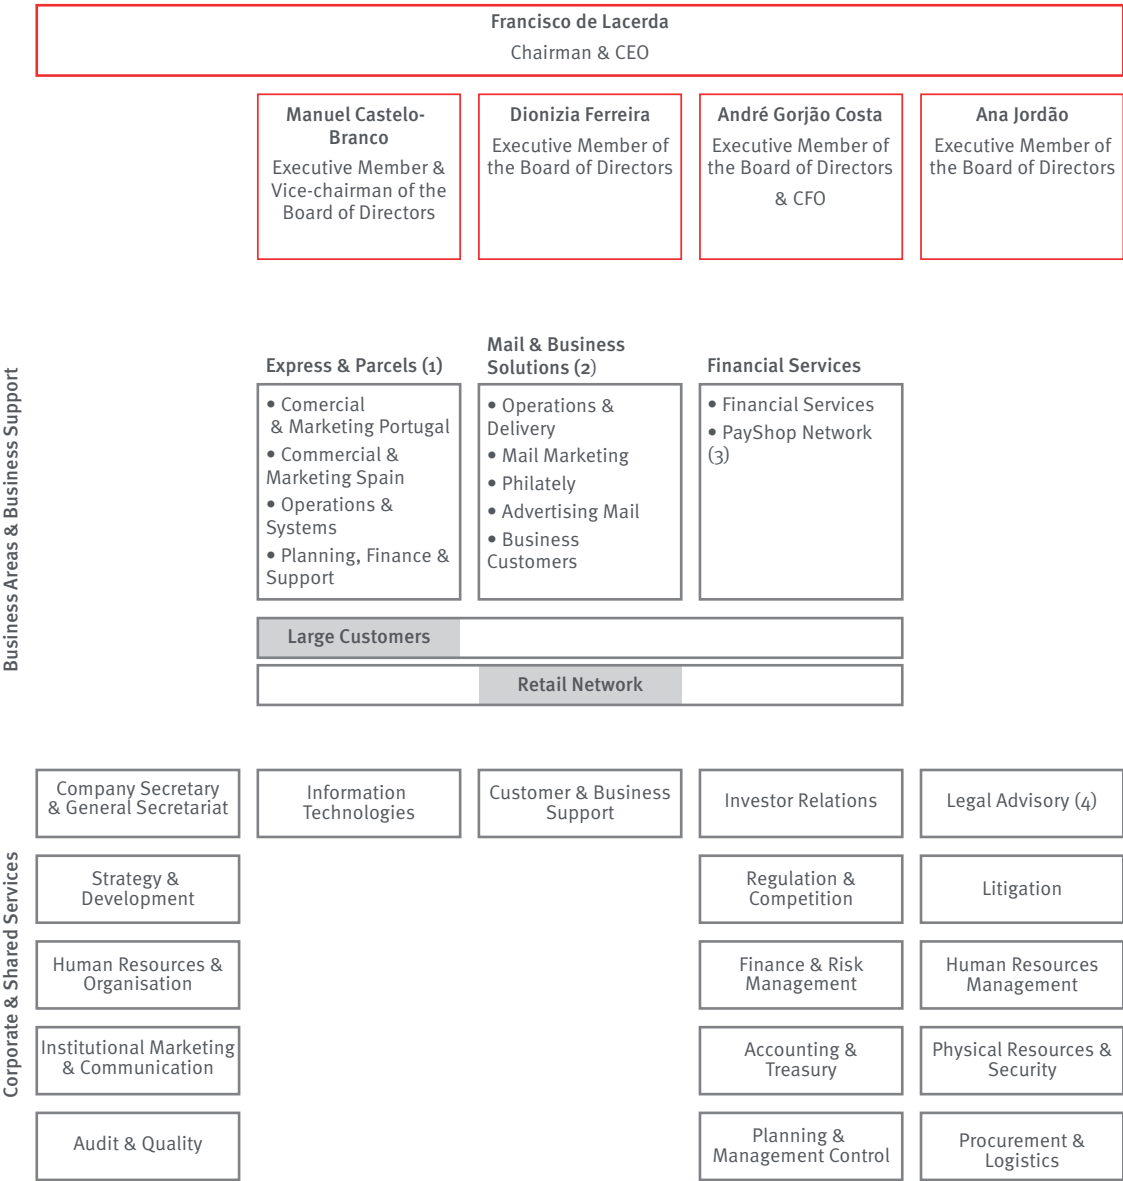 Francisco de Lacerda
Chairman & CEO
Manuel Castelo-
Branco
Executive Member &
Vice-chairman of the
Board of Directors
Dionizia Ferreira
Executive Member of
the Board of Directors
André Gorjão Costa
Executive Member of
the Board of Directors
& CFO
Ana Jordão
Executive Member of
the Board of Directors
Business Areas & Business Support
Express & Parcels (1)
• Comercial
& Marketing Portugal
• Commercial &
Marketing Spain
• Operations &
Systems
• Planning, Finance &
Support
Mail & Business
Solutions (2)
• Operations &
Delivery
• Mail Marketing
• Philately
• Advertising Mail
• Business
Customers
Financial Services
• Financial Services
• PayShop Network
(3)
Large Customers
Retail Network
Corporate & Shared Services
Company Secretary
& General Secretariat
Information
Technologies
Customer & Business
Support
Investor Relations
Legal Advisory (4)
Strategy &
Development
Regulation &
Competition
Litigation
Human Resources &
Organisation
Finance & Risk
Management
Human Resources
Management
Institutional Marketing
& Communication
Accounting &
Treasury
Physical Resources &
Security
Audit & Quality
Planning &
Management Control
Procurement &
Logistics